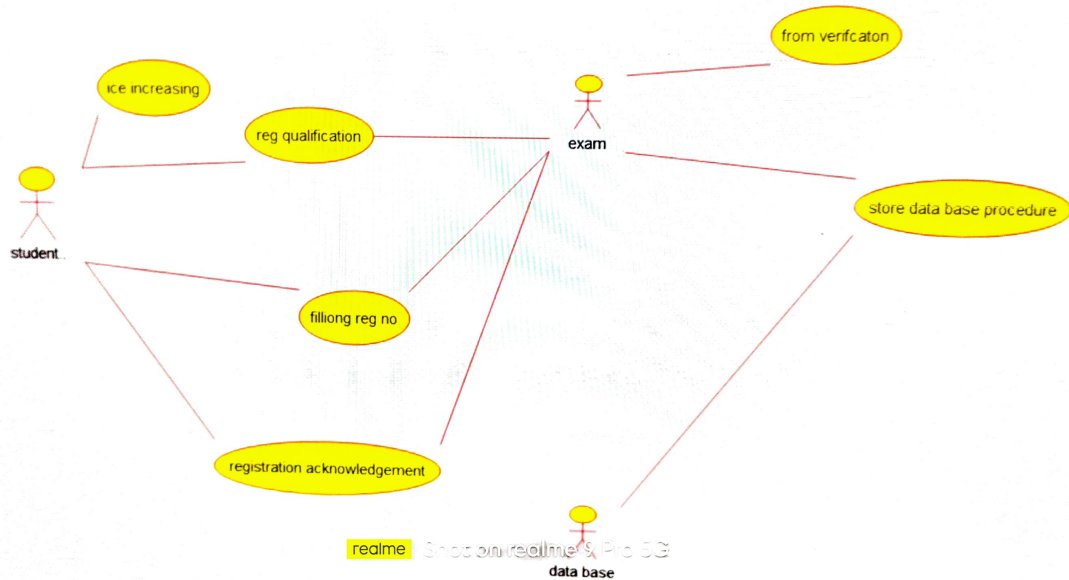 from verifcaton
ice increasing
reg qualification
exam
student..
store data base procedure
filliong reg no
registration acknowledgement
realme Shot on realme 9 Pro 5G
data base